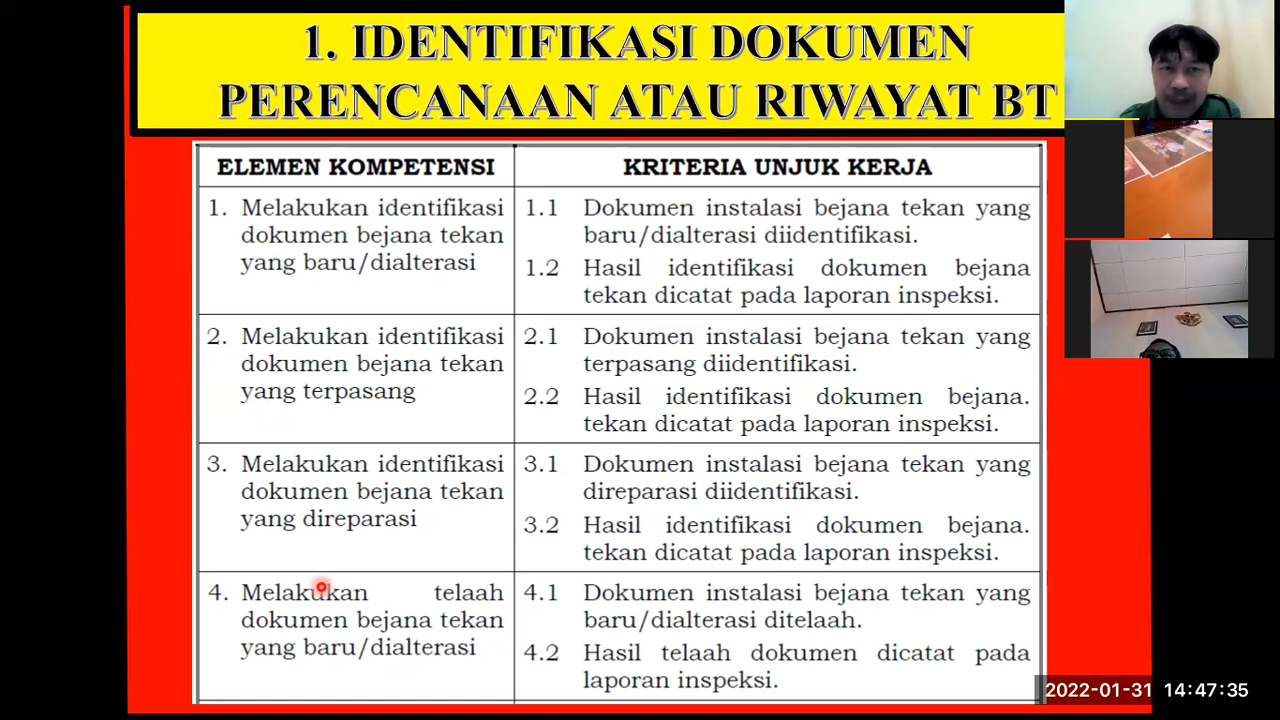 1. IDENTIFIKASI DOKUMEN
PERENCANAAN ATAU RIWAYAT BT
ELEMEN KOMPETENSI
KRITERIA UNJUK KERJA
1. Melakukan identifikasi
dokumen bejana tekan
yang baru/dialterasi
1.1 Dokumen instalasi bejana tekan yang
baru/dialterasi diidentifikasi.
1.2 Hasil identifikasi dokumen bejana
tekan dicatat pada laporan inspeksi.
2. Melakukan identifikasi
dokumen bejana tekan
yang terpasang
2.1 Dokumen instalasi bejana tekan yang
terpasang diidentifikasi.
2.2 Hasil identifikasi dokumen bejana.
tekan dicatat pada laporan inspeksi.
3. Melakukan identifikasi
dokumen bejana tekan
yang direparasi
3.1 Dokumen instalasi bejana tekan yang
direparasi diidentifikasi.
3.2 Hasil identifikasi dokumen bejana.
tekan dicatat pada laporan inspeksi.
4. Melakukan telaah
dokumen bejana tekan
yang baru/dialterasi
4.1 Dokumen instalasi bejana tekan yang
baru/dialterasi ditelaah.
4.2 Hasil telaah dokumen dicatat pada
laporan inspeksi.
2022-01-31 14:47:35